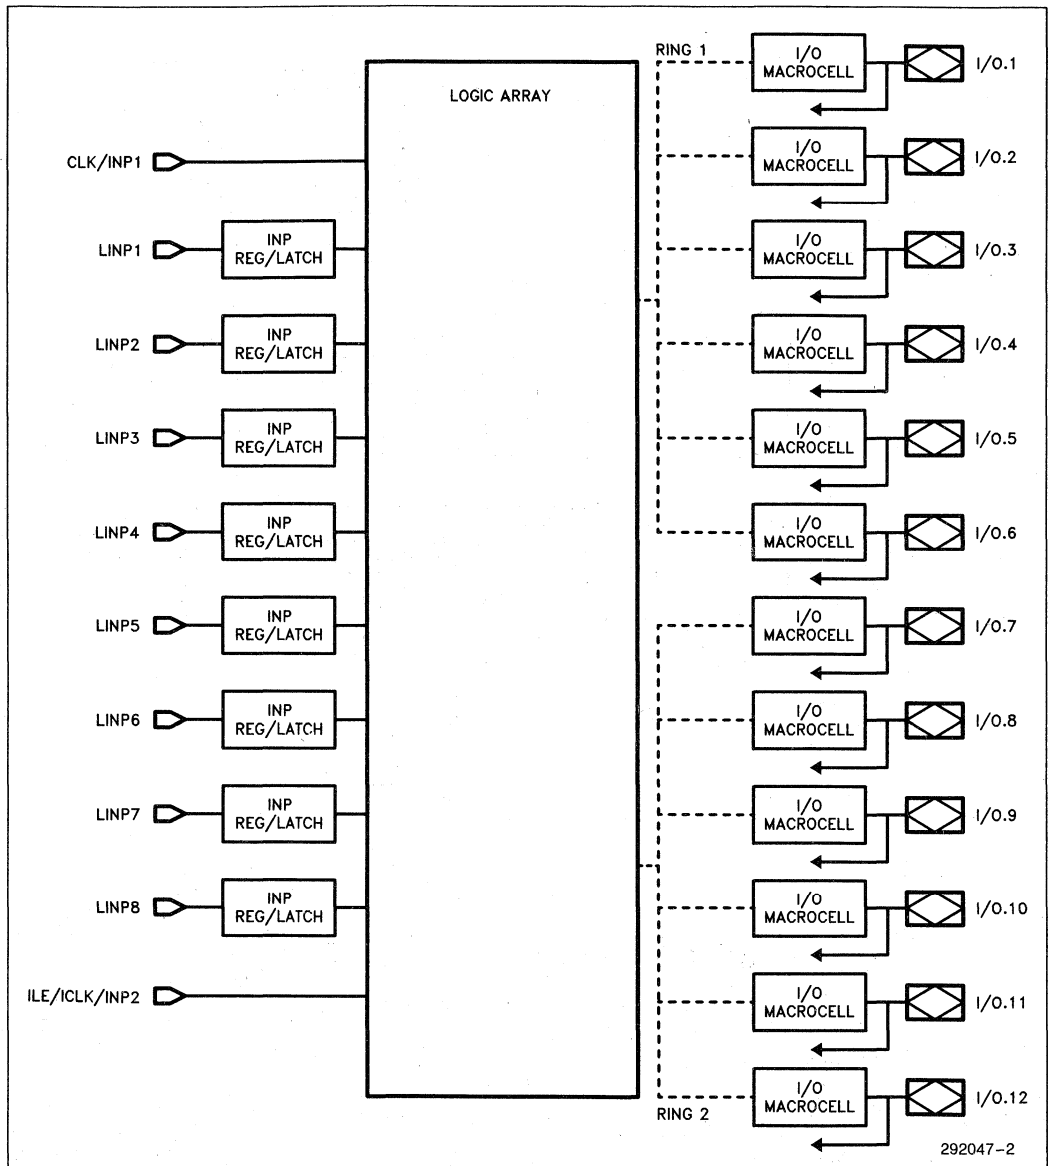 RING 1
LOGIC ARRAY
CLK/INP1
LINP1
INP
REG/LATCH
LINP2
INP
REG/LATCH
LINP3
INP
REG/LATCH
LINP4
INP
REG/LATCH
LINP5
INP
REG/LATCH
LINP6
INP
REG/LATCH
LINP7
INP
REG/LATCH
LINP8
INP
REG/LATCH
ILE/ICLK/INP2
I/O
MACROCELL
I/O.1
I/O
MACROCELL
I/O.2
I/O
MACROCELL
I/O.3
I/O
MACROCELL
I/O.4
I/O
MACROCELL
I/O.5
I/O
MACROCELL
I/O.6
I/O
MACROCELL
I/O.7
I/O
MACROCELL
I/O.8
I/O
MACROCELL
I/O.9
I/O
MACROCELL
I/O.10
I/O
MACROCELL
I/O.11
I/O
MACROCELL
I/O.12
RING 2
292047-2